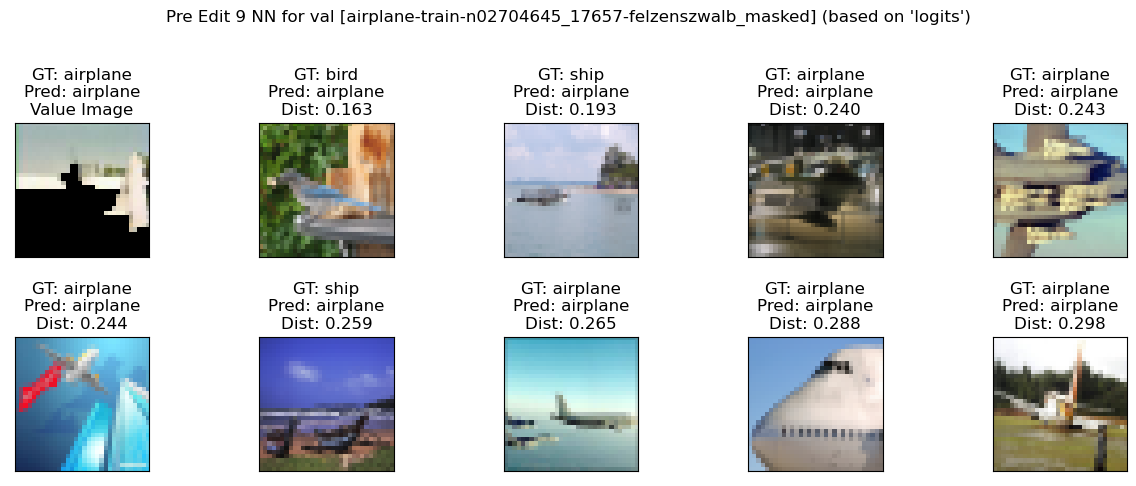 Pre Edit 9 NN for val [airplane-train-n02704645_17657-felzenszwalb_masked] (based on 'logits')
GT: airplane
Pred: airplane
Value Image
GT: bird
Pred: airplane
Dist: 0.163
GT: ship
Pred: airplane
Dist: 0.193
GT: airplane
Pred: airplane
Dist: 0.240
GT: airplane
Pred: airplane
Dist: 0.243
GT: airplane
Pred: airplane
Dist: 0.244
GT: ship
Pred: airplane
Dist: 0.259
GT: airplane
Pred: airplane
Dist: 0.265
GT: airplane
Pred: airplane
Dist: 0.288
GT: airplane
Pred: airplane
Dist: 0.298